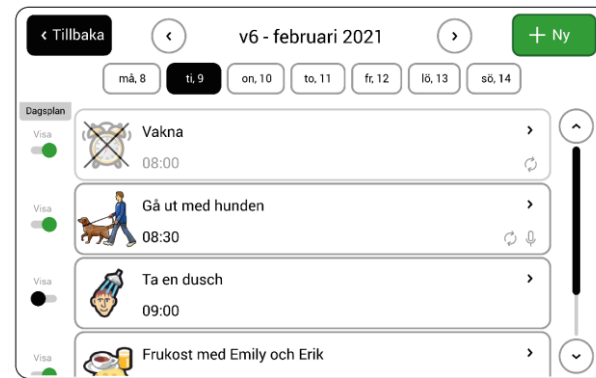 ‹ Tillbaka
v6 - februari 2021
+ Ny
må, 8
ti, 9
on, 10
to, 11
fr, 12
lö, 13
sö, 14
Dagsplan
Visa
Vakna
08:00
Visa
Gå ut med hunden
08:30
Visa
Ta en dusch
09:00
Visa
Frukost med Emily och Erik